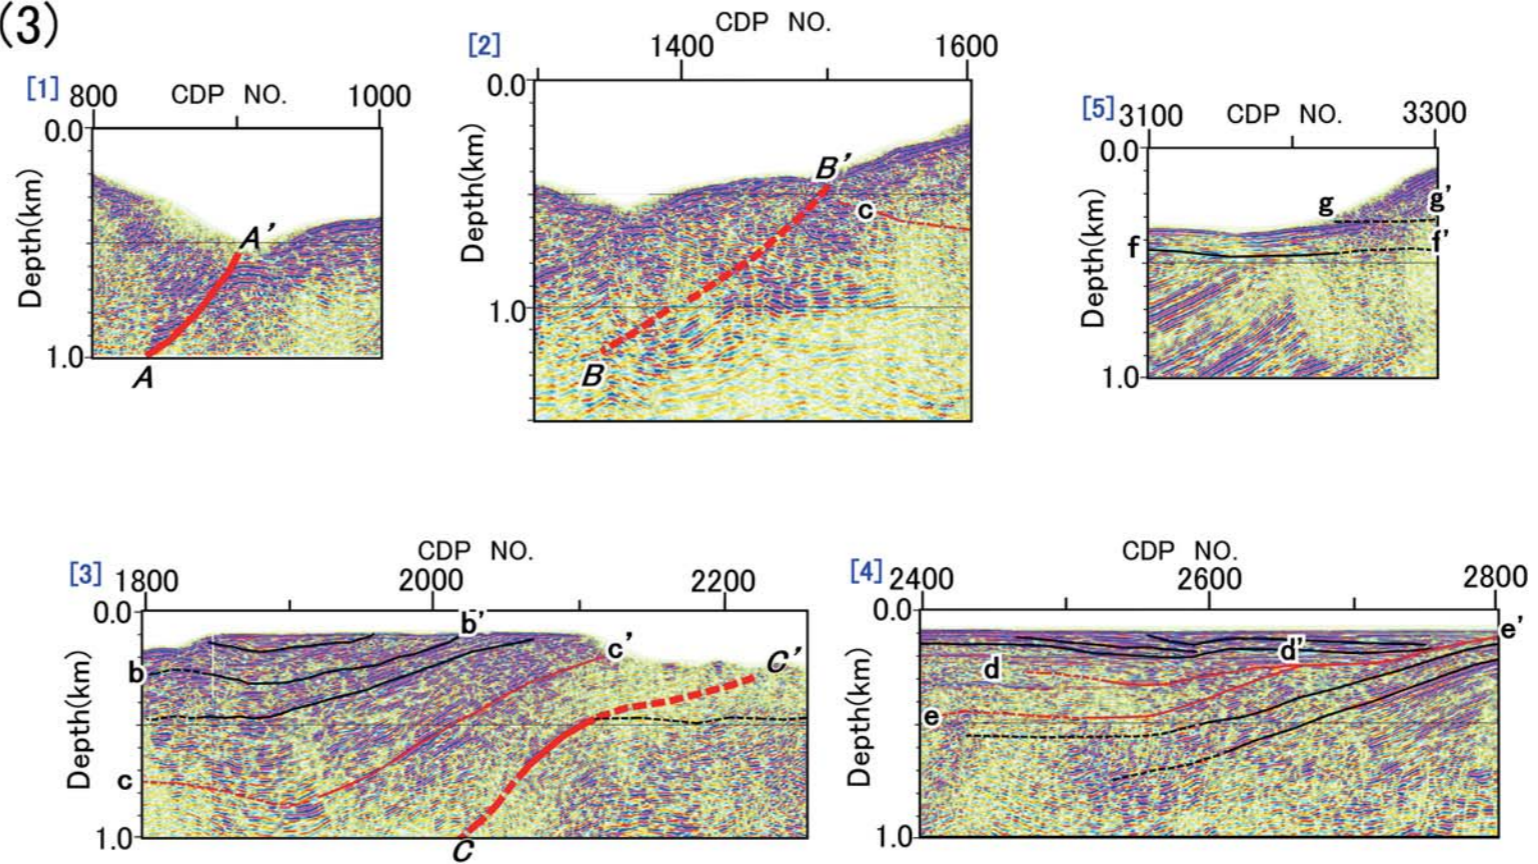 (3)
[1] 800 CDP NO. 1000
0.0
Depth(km)
A'
1.0
A
[2] CDP NO.
1400 1600
0.0
Depth(km)
B'
c
1.0
B
[5] 3100 CDP NO. 3300
0.0
Depth(km)
g g'
f f'
1.0
[3] CDP NO.
1800 2000 2200
0.0
Depth(km)
b'
c'
b
C'
c
1.0
C
[4] CDP NO.
2400 2600 2800
0.0
Depth(km)
e'
d'
d
e
1.0